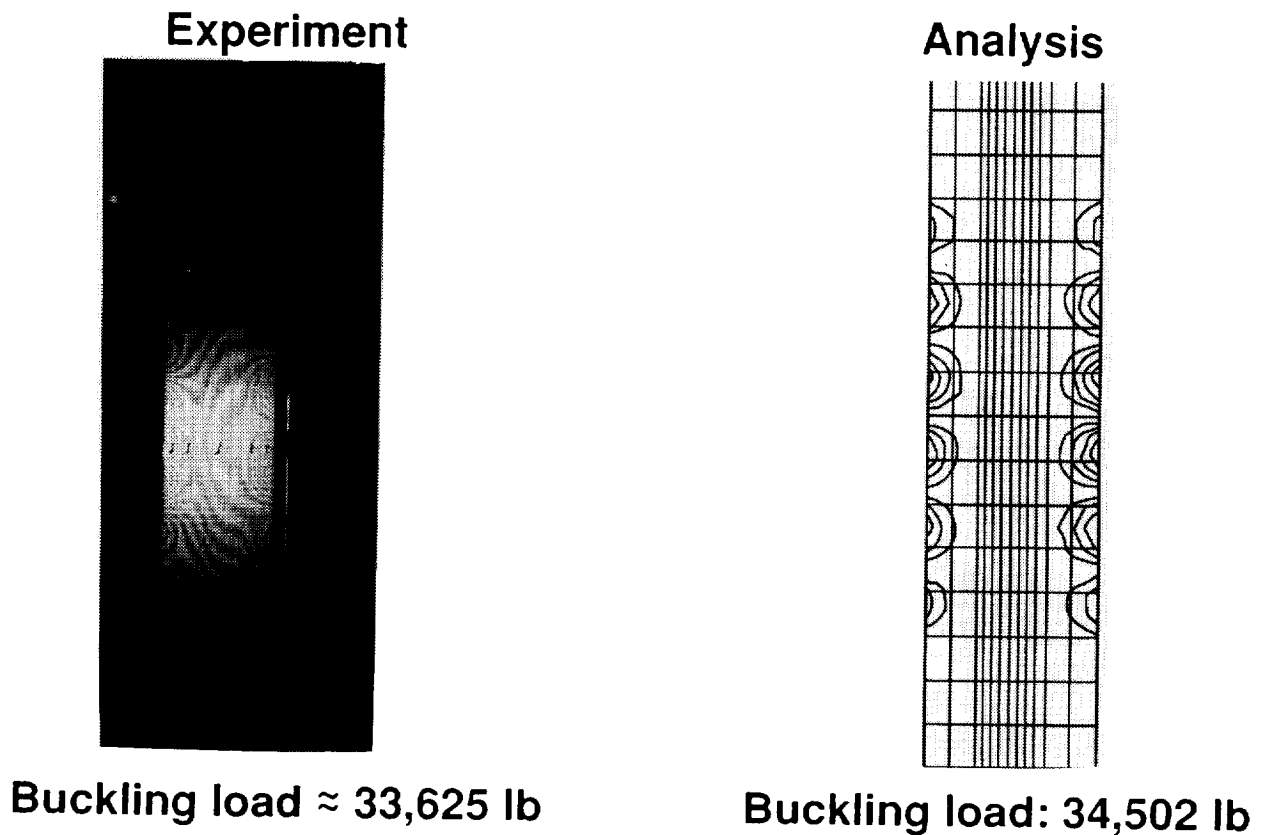 Experiment
Analysis
Buckling load ≈ 33,625 lb
Buckling load: 34,502 lb